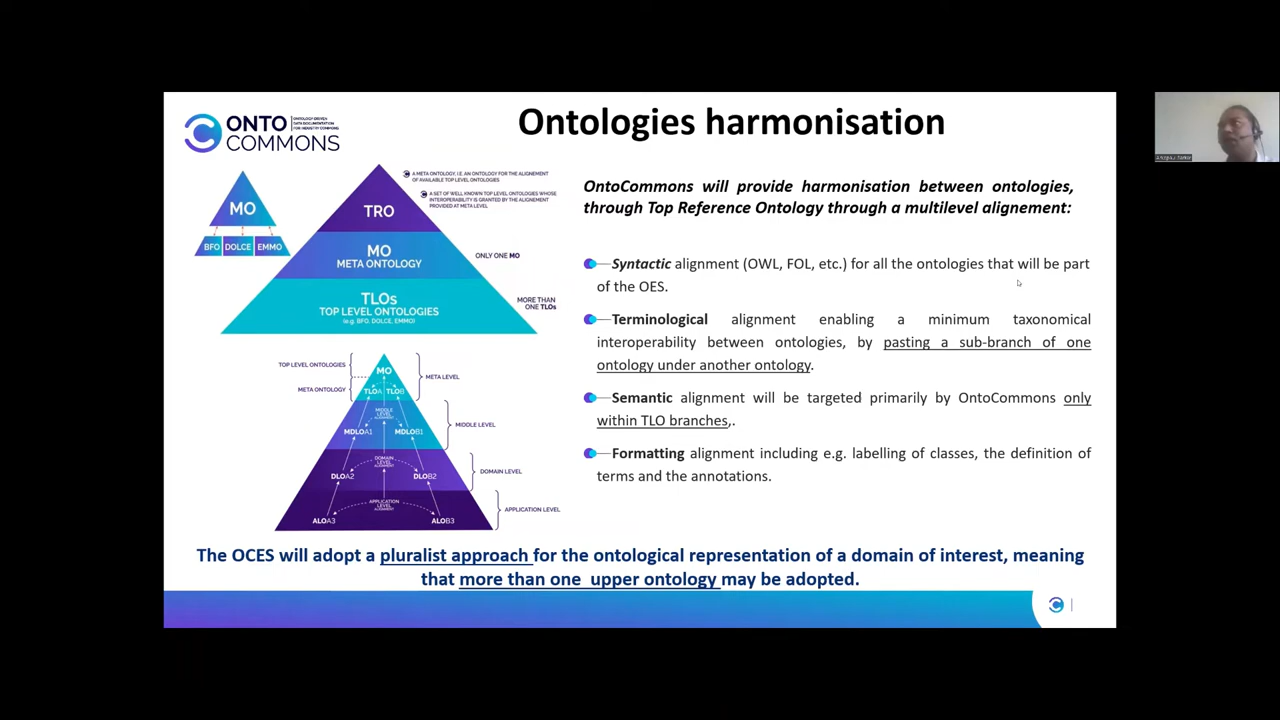 ONTO
COMMONS
ONTOLOGY-DRIVEN
DATA DOCUMENTATION
FOR INDUSTRY COMMONS
Ontologies harmonisation
MO
BFO DOLCE EMMO
TRO
MO
META ONTOLOGY
TLOs
TOP LEVEL ONTOLOGIES
(e.g. BFO, DOLCE, EMMO)
A META ONTOLOGY, I.E. AN ONTOLOGY FOR THE ALIGNMENT
OF AVAILABLE TOP LEVEL ONTOLOGIES
A SET OF WELL KNOWN TOP LEVEL ONTOLOGIES WHOSE
INTEROPERABILITY IS GRANTED BY THE ALIGNMENT
PROVIDED AT META LEVEL
ONLY ONE MO
MORE THAN
ONE TLOs
TOP LEVEL ONTOLOGIES
META ONTOLOGY
MO
TLOA TLOB
META LEVEL
MIDDLE
LEVEL
ALIGNMENT
MDLOA1 MDLOB1
MIDDLE LEVEL
DOMAIN
LEVEL
ALIGNMENT
DLOA2 DLOB2
DOMAIN LEVEL
APPLICATION
LEVEL
ALIGNMENT
ALOA3 ALOB3
APPLICATION LEVEL
OntoCommons will provide harmonisation between ontologies,
through Top Reference Ontology through a multilevel alignement:
Syntactic alignment (OWL, FOL, etc.) for all the ontologies that will be part
of the OES.
Terminological alignment enabling a minimum taxonomical
interoperability between ontologies, by pasting a sub-branch of one
ontology under another ontology.
Semantic alignment will be targeted primarily by OntoCommons only
within TLO branches,.
Formatting alignment including e.g. labelling of classes, the definition of
terms and the annotations.
The OCES will adopt a pluralist approach for the ontological representation of a domain of interest, meaning
that more than one upper ontology may be adopted.